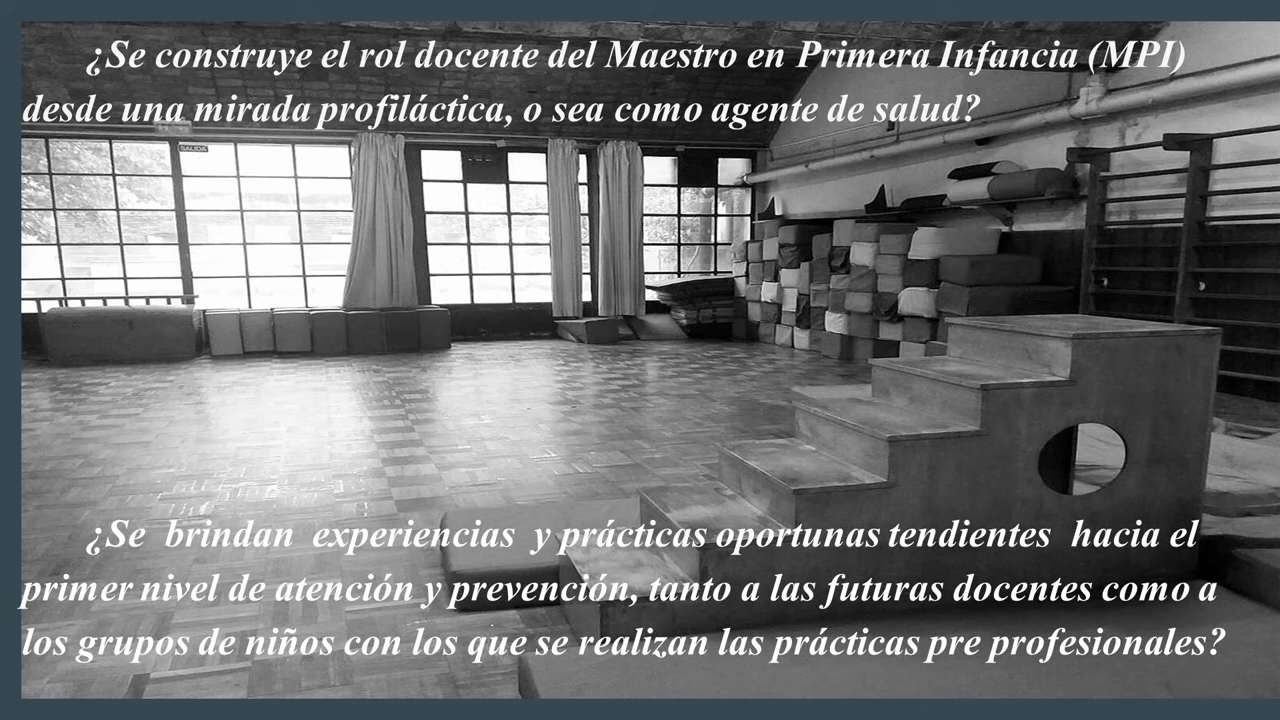 ¿Se construye el rol docente del Maestro en Primera Infancia (MPI)
desde una mirada profiláctica, o sea como agente de salud?
SALIDA
¿Se brindan experiencias y prácticas oportunas tendientes hacia el
primer nivel de atención y prevención, tanto a las futuras docentes como a
los grupos de niños con los que se realizan las prácticas pre profesionales?